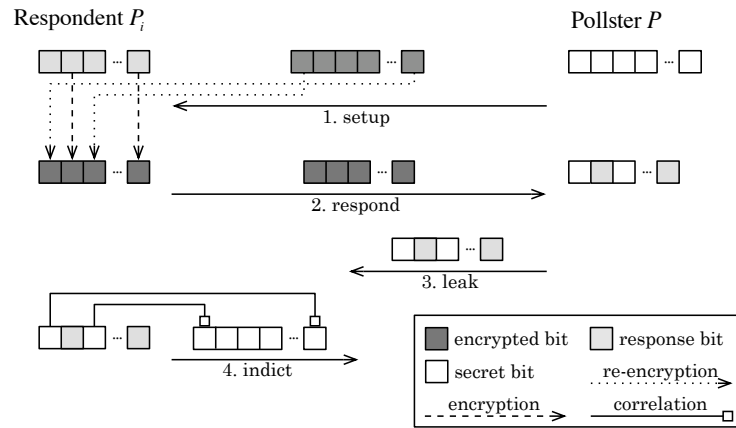 Respondent P_i
Pollster P
...
...
...
1. setup
...
...
...
2. respond
...
3. leak
...
...
4. indict
encrypted bit
response bit
secret bit
re-encryption
encryption
correlation